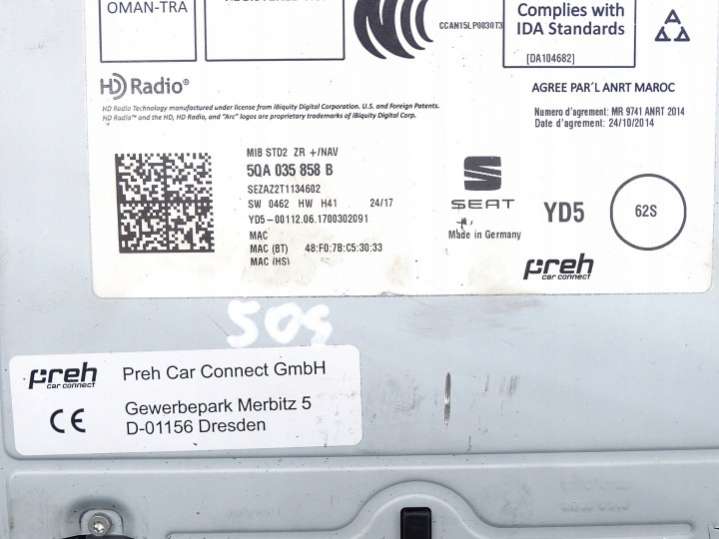 OMAN-TRA
CCAN15LP0030T3
Complies with
IDA Standards
[DA104682]
HD Radio®
HD Radio Technology manufactured under license from iBiquity Digital Corporation. U.S. and Foreign Patents.
HD Radio™ and the HD, HD Radio, and "Arc" logos are proprietary trademarks of iBiquity Digital Corp.
AGREE PAR´L ANRT MAROC
Numero d'agrement: MR 9741 ANRT 2014
Date d'agrement: 24/10/2014
MIB STD2 ZR +/NAV
5QA 035 858 B
SEZAZ2T1134602
SW 0462 HW H41 24/17
YD5-00112.06.1700302091
MAC
MAC (BT) 48:F0:7B:C5:30:33
MAC (HS)
SEAT
Made in Germany
YD5
62S
preh
car connect
505
preh
car connect
Preh Car Connect GmbH
CE
Gewerbepark Merbitz 5
D-01156 Dresden